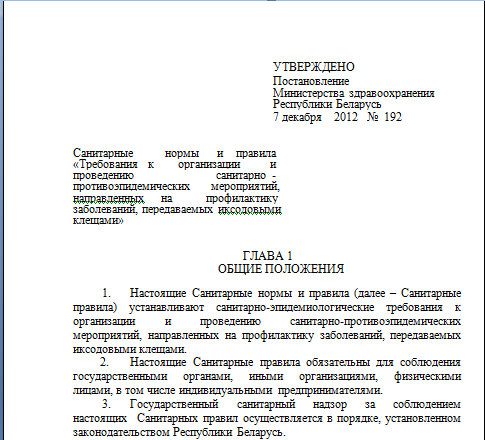 УТВЕРЖДЕНО
Постановление
Министерства здравоохранения
Республики Беларусь
7 декабря 2012 № 192
Санитарные нормы и правила
«Требования к организации и
проведению санитарно -
противоэпидемических мероприятий,
направленных на профилактику
заболеваний, передаваемых иксодовыми
клещами»
ГЛАВА 1
ОБЩИЕ ПОЛОЖЕНИЯ
1. Настоящие Санитарные нормы и правила (далее – Санитарные
правила) устанавливают санитарно-эпидемиологические требования к
организации и проведению санитарно-противоэпидемических
мероприятий, направленных на профилактику заболеваний, передаваемых
иксодовыми клещами.
2. Настоящие Санитарные правила обязательны для соблюдения
государственными органами, иными организациями, физическими
лицами, в том числе индивидуальными предпринимателями.
3. Государственный санитарный надзор за соблюдением
настоящих Санитарных правил осуществляется в порядке, установленном
законодательством Республики Беларусь.